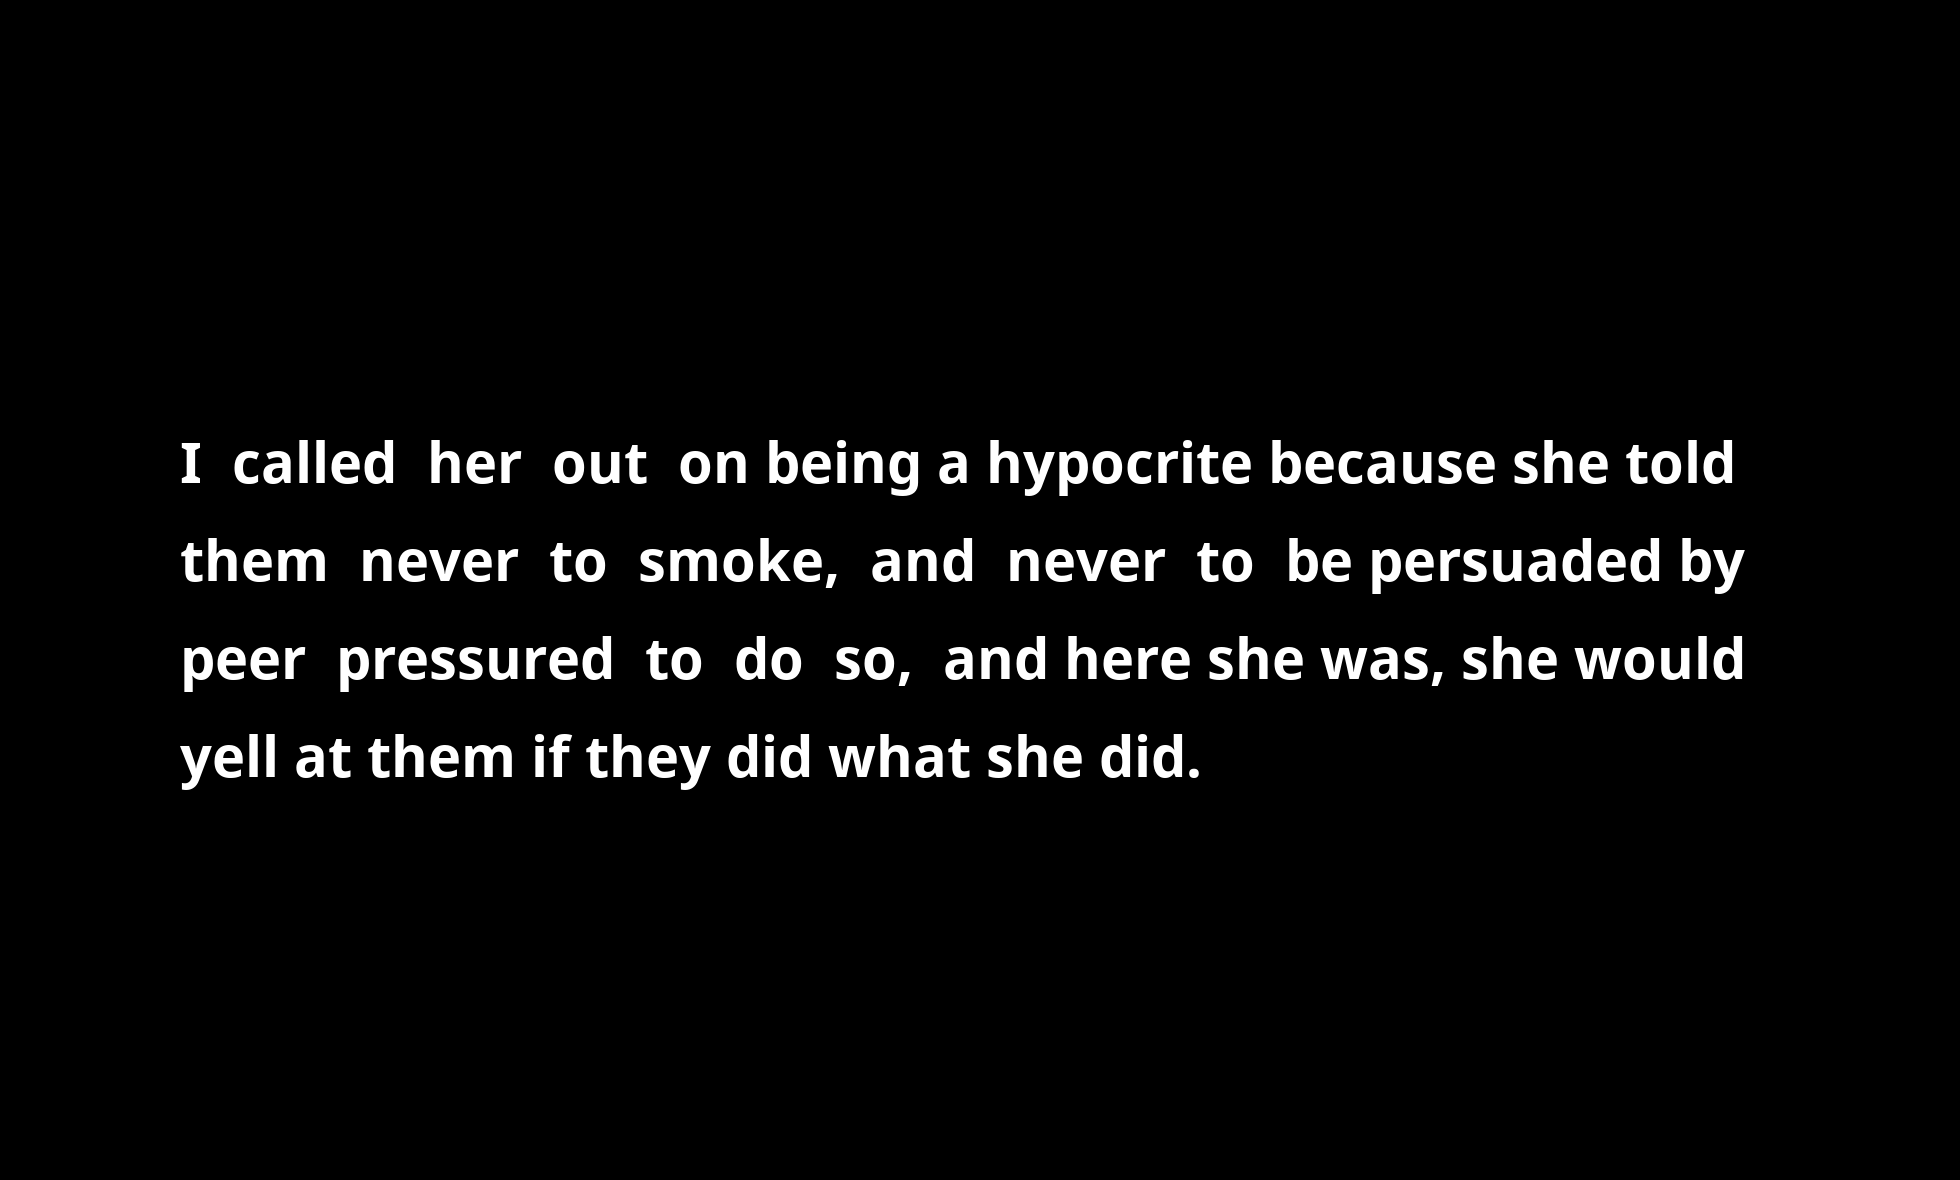 I called her out on being a hypocrite because she told
them never to smoke, and never to be persuaded by
peer pressured to do so, and here she was, she would
yell at them if they did what she did.